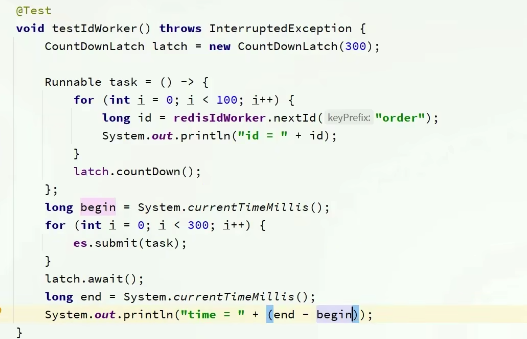 @Test
void testIdWorker() throws InterruptedException {
    CountDownLatch latch = new CountDownLatch(300);

    Runnable task = () -> {
        for (int i = 0; i < 100; i++) {
            long id = redisIdWorker.nextId( keyPrefix: "order");
            System.out.println("id = " + id);
        }
        latch.countDown();
    };
    long begin = System.currentTimeMillis();
    for (int i = 0; i < 300; i++) {
        es.submit(task);
    }
    latch.await();
    long end = System.currentTimeMillis();
    System.out.println("time = " + (end - begin));
}